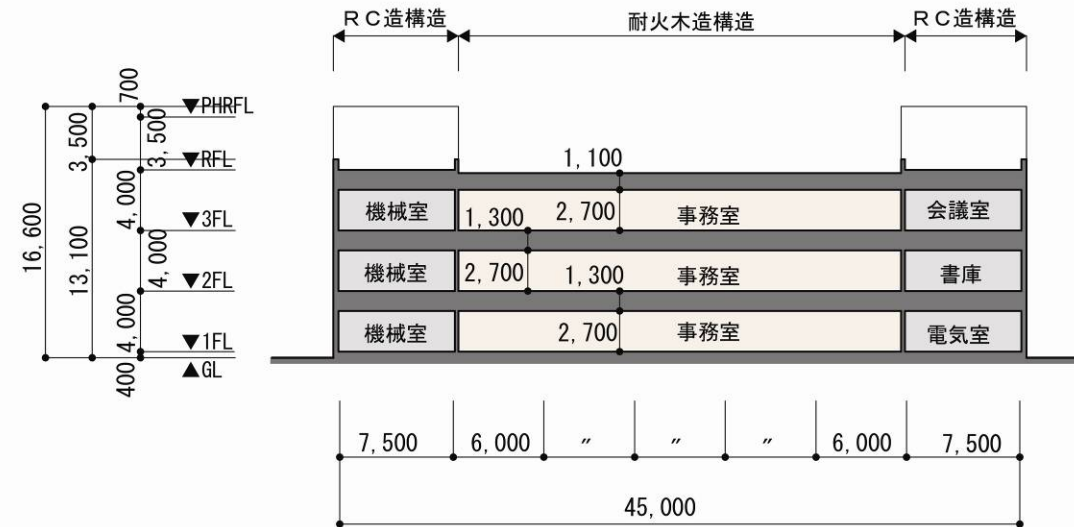 RC造構造
耐火木造構造
RC造構造
700
▼PHRFL
3,500
3,500
▼RFL
1,100
4,000
機械室
1,300
2,700
事務室
会議室
▼3FL
16,600
13,100
4,000
機械室
2,700
1,300
事務室
書庫
▼2FL
4,000
機械室
2,700
事務室
電気室
▼1FL
400
▲GL
7,500
6,000
〃
〃
〃
6,000
7,500
45,000